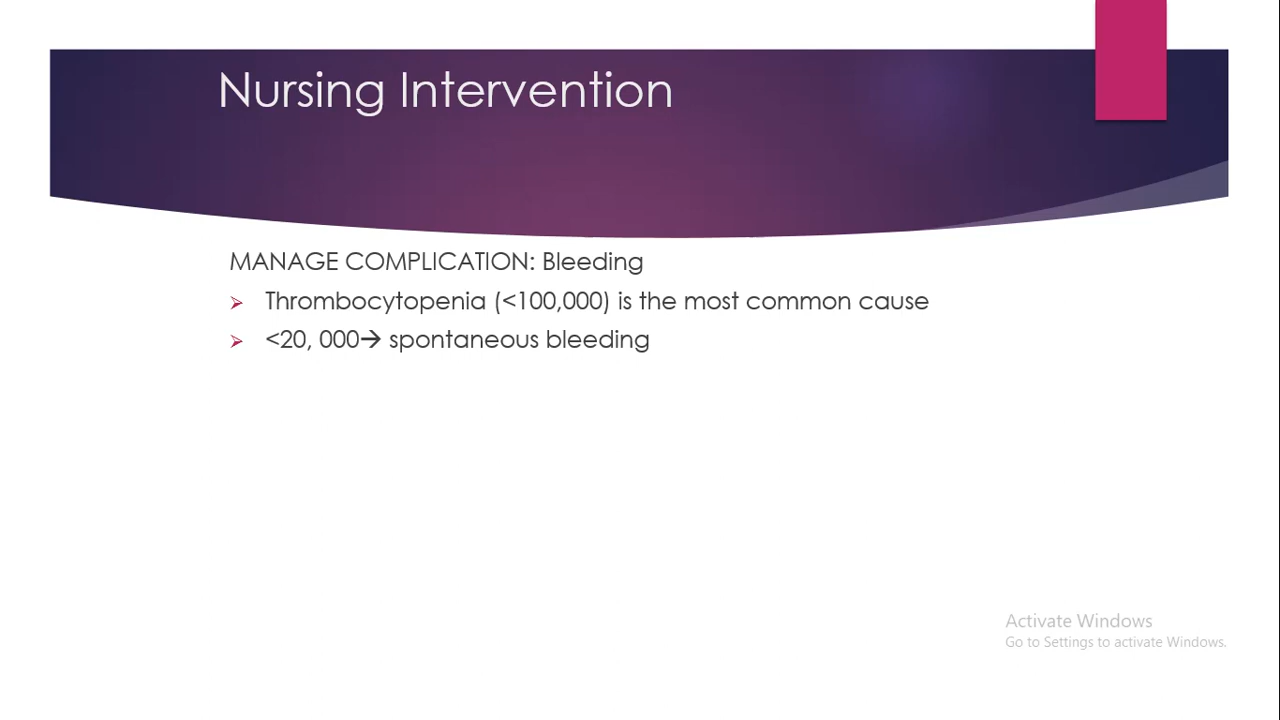 Nursing Intervention
MANAGE COMPLICATION: Bleeding
➢ Thrombocytopenia (<100,000) is the most common cause
➢ <20, 000→ spontaneous bleeding
Activate Windows
Go to Settings to activate Windows.